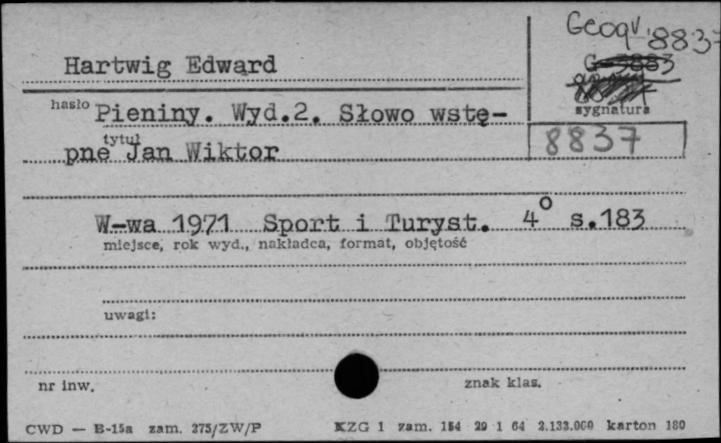 Geogr. 8837
Hartwig Edward
hasło
Pieniny. Wyd.2. Słowo wstę-
sygnatura
tytuł
pne Jan Wiktor
8837
W-wa 1971 Sport i Turyst. 4° s.183
miejsce, rok wyd., nakładca, format, objętość
uwagi:
nr inw.
znak klas.
CWD — B-15a zam. 275/ZW/P KZG 1 zam. 154 29 1 64 2.133.000 karton 180